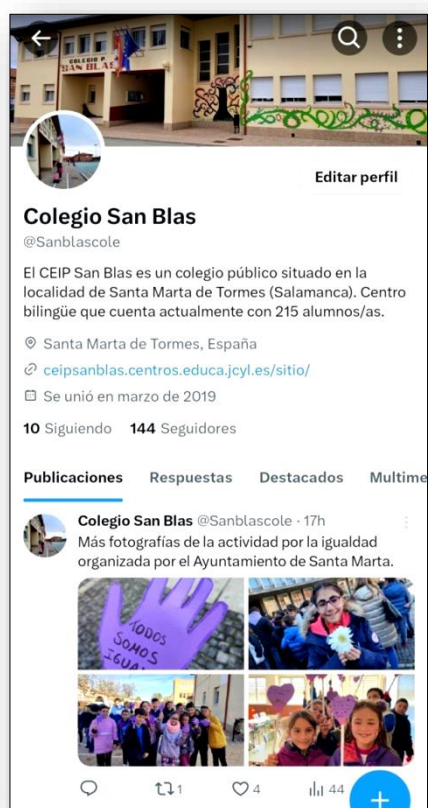 COLEGIO P
SAN BLAS
Editar perfil
Colegio San Blas
@Sanblascole
El CEIP San Blas es un colegio público situado en la
localidad de Santa Marta de Tormes (Salamanca). Centro
bilingüe que cuenta actualmente con 215 alumnos/as.
Santa Marta de Tormes, España
ceipsanblas.centros.educa.jcyl.es/sitio/
Se unió en marzo de 2019
10 Siguiendo 144 Seguidores
Publicaciones Respuestas Destacados Multime
Colegio San Blas @Sanblascole · 17h
Más fotografías de la actividad por la igualdad
organizada por el Ayuntamiento de Santa Marta.
TODOS
SOMOS
IGUA
1 4 44